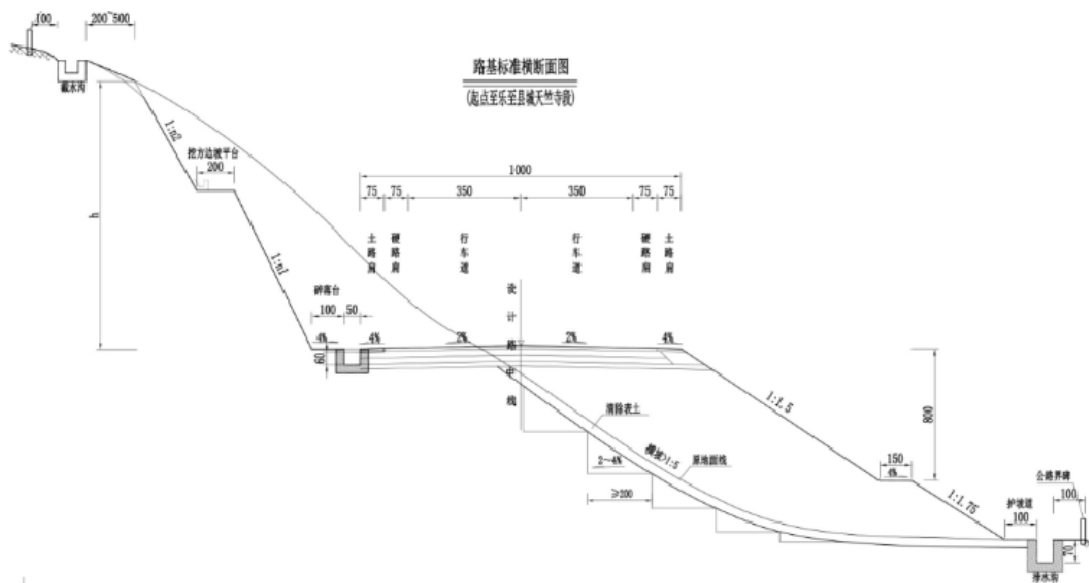 100
200~500
截水沟
路基标准横断面图
(起点至乐至县城天竺寺段)
1:n2
挖方边坡平台
200
h
1:n1
1000
75
75
350
350
75
75
土路肩
硬路肩
行车道
行车道
硬路肩
土路肩
设计路中线
碎落台
100
50
4%
4%
2%
2%
4%
60
清除表土
横坡>1:5
原地面线
2~4%
≥200
1:1.5
800
150
4%
1:1.75
护坡道
100
100
公路界碑
70
排水沟